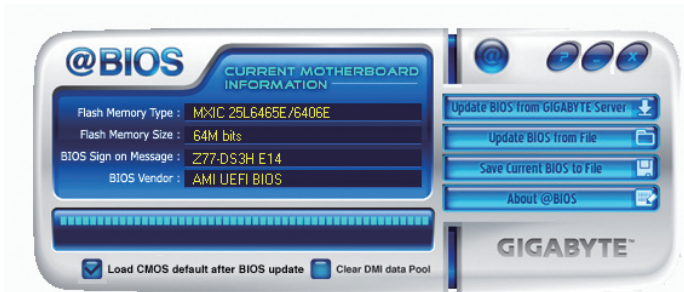 @BIOS
CURRENT MOTHERBOARD
INFORMATION
Flash Memory Type : MXIC 25L6465E/6406E
Flash Memory Size : 64M bits
BIOS Sign on Message : Z77-DS3H E14
BIOS Vendor : AMI UEFI BIOS
Load CMOS default after BIOS update
Clear DMI data Pool
@
? _ X
Update BIOS from GIGABYTE Server
Update BIOS from File
Save Current BIOS to File
About @BIOS
GIGABYTE™